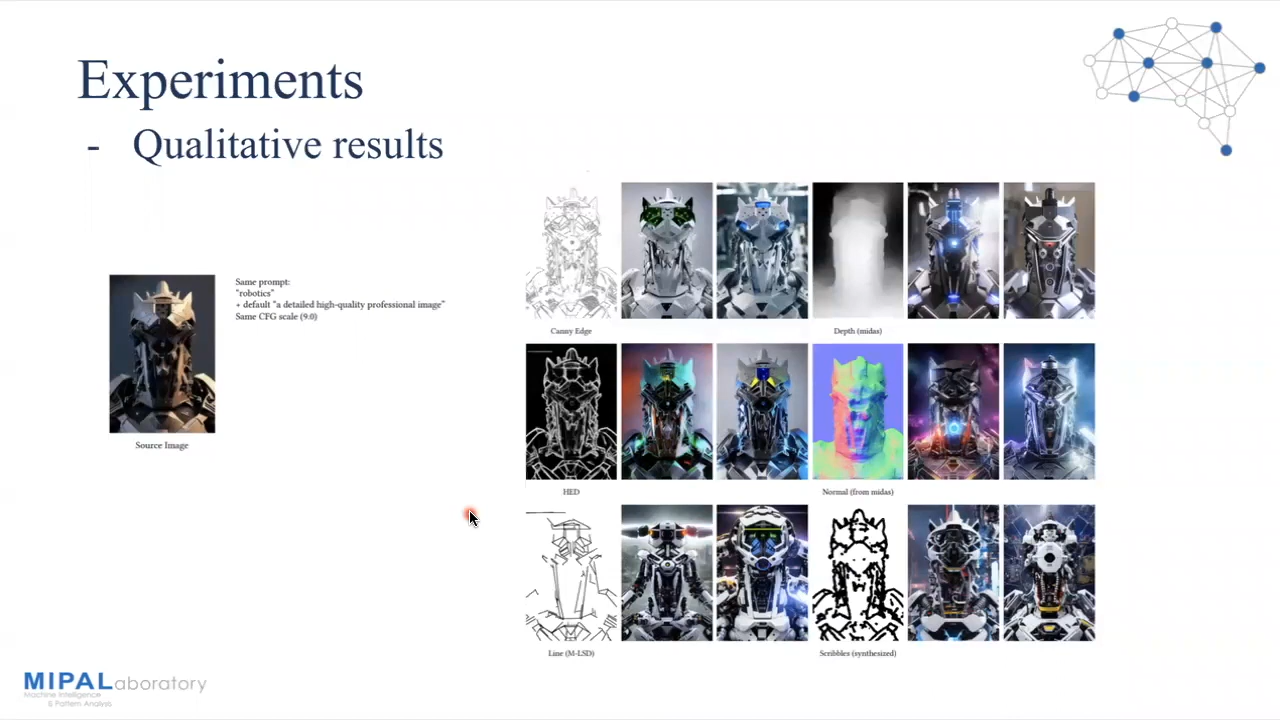 Experiments
- Qualitative results
Same prompt:
"robotics"
+ default "a detailed high-quality professional image"
Same CFG scale (9.0)
Source Image
Canny Edge
Depth (midas)
HED
Normal (from midas)
Line (M-LSD)
Scribbles (synthesized)
MIPALaboratory
Machine Intelligence
& Pattern Analysis